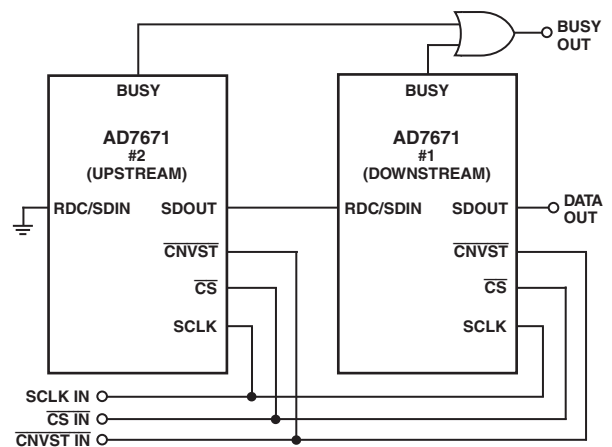 BUSY
OUT
BUSY
BUSY
AD7671
#2
(UPSTREAM)
AD7671
#1
(DOWNSTREAM)
RDC/SDIN
SDOUT
RDC/SDIN
SDOUT
DATA
OUT
CNVST
CNVST
CS
CS
SCLK
SCLK
SCLK IN
CS IN
CNVST IN